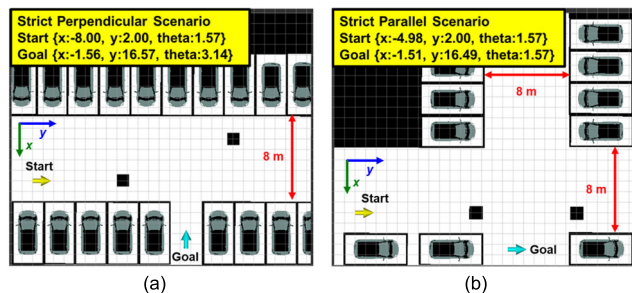 Strict Perpendicular Scenario
Start {x:-8.00, y:2.00, theta:1.57}
Goal {x:-1.56, y:16.57, theta:3.14}
y
x
8 m
Start
Goal
(a)
Strict Parallel Scenario
Start {x:-4.98, y:2.00, theta:1.57}
Goal {x:-1.51, y:16.49, theta:1.57}
8 m
y
x
8 m
Start
Goal
(b)